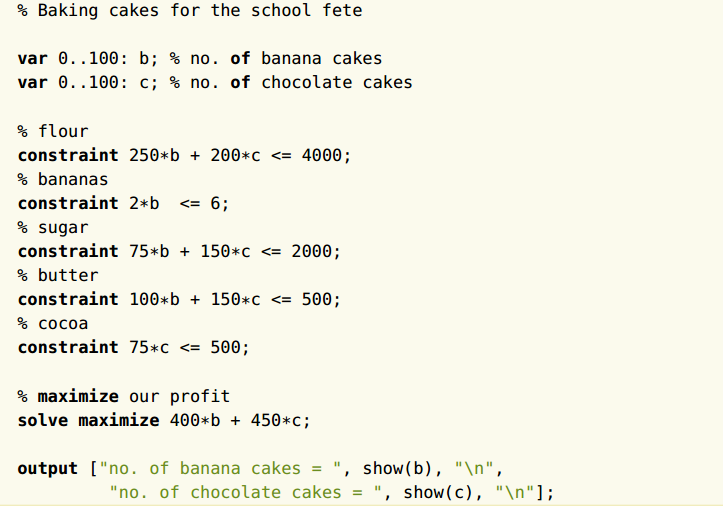 % Baking cakes for the school fete
var 0..100: b; % no. of banana cakes
var 0..100: c; % no. of chocolate cakes
% flour
constraint 250*b + 200*c <= 4000;
% bananas
constraint 2*b  <= 6;
% sugar
constraint 75*b + 150*c <= 2000;
% butter
constraint 100*b + 150*c <= 500;
% cocoa
constraint 75*c <= 500;
% maximize our profit
solve maximize 400*b + 450*c;
output ["no. of banana cakes = ", show(b), "\n",
"no. of chocolate cakes = ", show(c), "\n"];